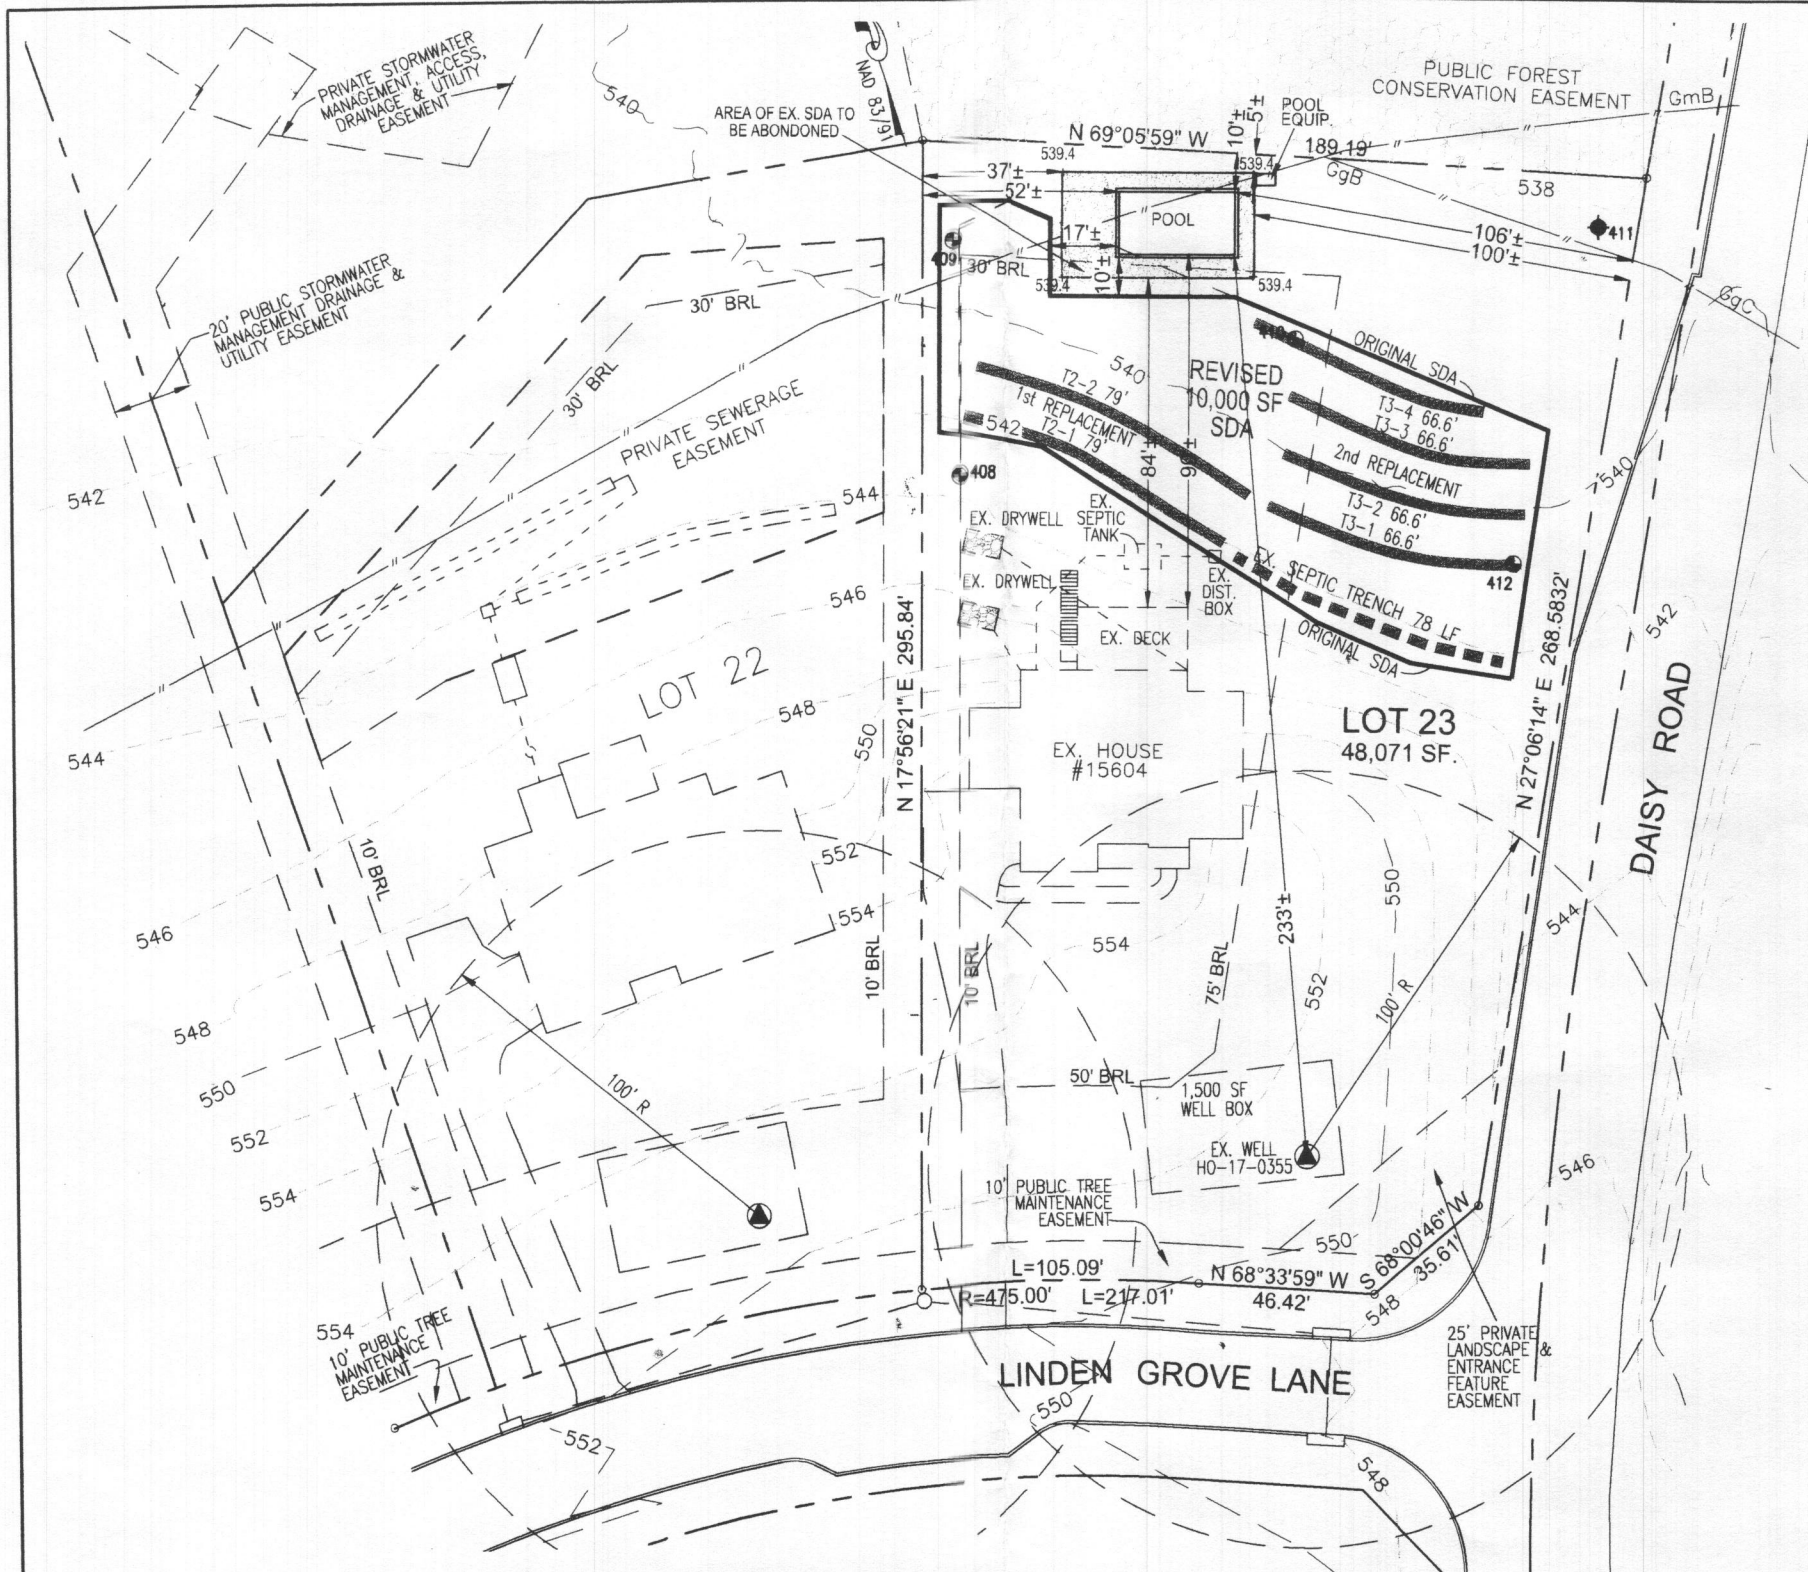 PRIVATE STORMWATER
MANAGEMENT, ACCESS,
DRAINAGE & UTILITY
EASEMENT
540
NAD 83/91
AREA OF EX. SDA TO
BE ABONDONED
N 69°05'59" W
189.19'
10'±
5'±
POOL
EQUIP.
PUBLIC FOREST
CONSERVATION EASEMENT
GmB
539.4
539.4
37'±
52'±
GgB
538
POOL
17'±
10'±
106'±
100'±
411
409
30' BRL
539.4
539.4
GgC
20' PUBLIC STORMWATER
MANAGEMENT DRAINAGE &
UTILITY EASEMENT
30' BRL
30' BRL
ORIGINAL SDA
540
REVISED
10,000 SF
SDA
T2-2 79'
1st REPLACEMENT
T2-1 79'
542
T3-4 66.6'
T3-3 66.6'
2nd REPLACEMENT
T3-2 66.6'
T3-1 66.6'
84'±
540
PRIVATE SEWERAGE
EASEMENT
542
544
408
EX. DRYWELL
EX.
SEPTIC
TANK
EX. DRYWELL
EX.
DIST.
BOX
EX. SEPTIC TRENCH 78 LF
412
ORIGINAL SDA
EX. DECK
546
542
N 17°56'21" E 295.84'
N 27°06'14" E 268.5832'
LOT 22
548
550
544
EX. HOUSE
#15604
LOT 23
48,071 SF.
DAISY ROAD
10' BRL
552
554
546
550
544
554
233'±
10' BRL
10' BRL
75' BRL
552
100' R
548
550
552
554
100' R
50' BRL
1,500 SF
WELL BOX
EX. WELL
HO-17-0355
546
10' PUBLIC TREE
MAINTENANCE
EASEMENT
550
L=105.09'
R=475.00'
L=217.01'
N 68°33'59" W
46.42'
S 68°00'46" W
35.61'
548
554
10' PUBLIC TREE
MAINTENANCE
EASEMENT
25' PRIVATE
LANDSCAPE &
ENTRANCE
FEATURE
EASEMENT
LINDEN GROVE LANE
550
552
548